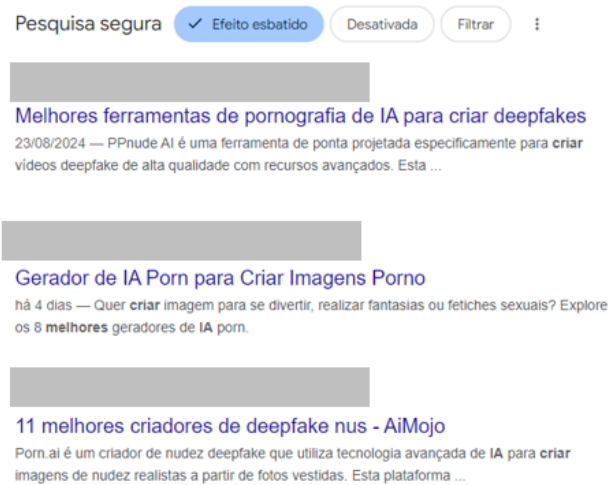 Pesquisa segura
Efeito esbatido
Desativada
Filtrar
Melhores ferramentas de pornografia de IA para criar deepfakes
23/08/2024 — PPnude AI é uma ferramenta de ponta projetada especificamente para criar
vídeos deepfake de alta qualidade com recursos avançados. Esta ...
Gerador de IA Porn para Criar Imagens Porno
há 4 dias — Quer criar imagem para se divertir, realizar fantasias ou fetiches sexuais? Explore
os 8 melhores geradores de IA porn.
11 melhores criadores de deepfake nus - AiMojo
Porn.ai é um criador de nudez deepfake que utiliza tecnologia avançada de IA para criar
imagens de nudez realistas a partir de fotos vestidas. Esta plataforma ...